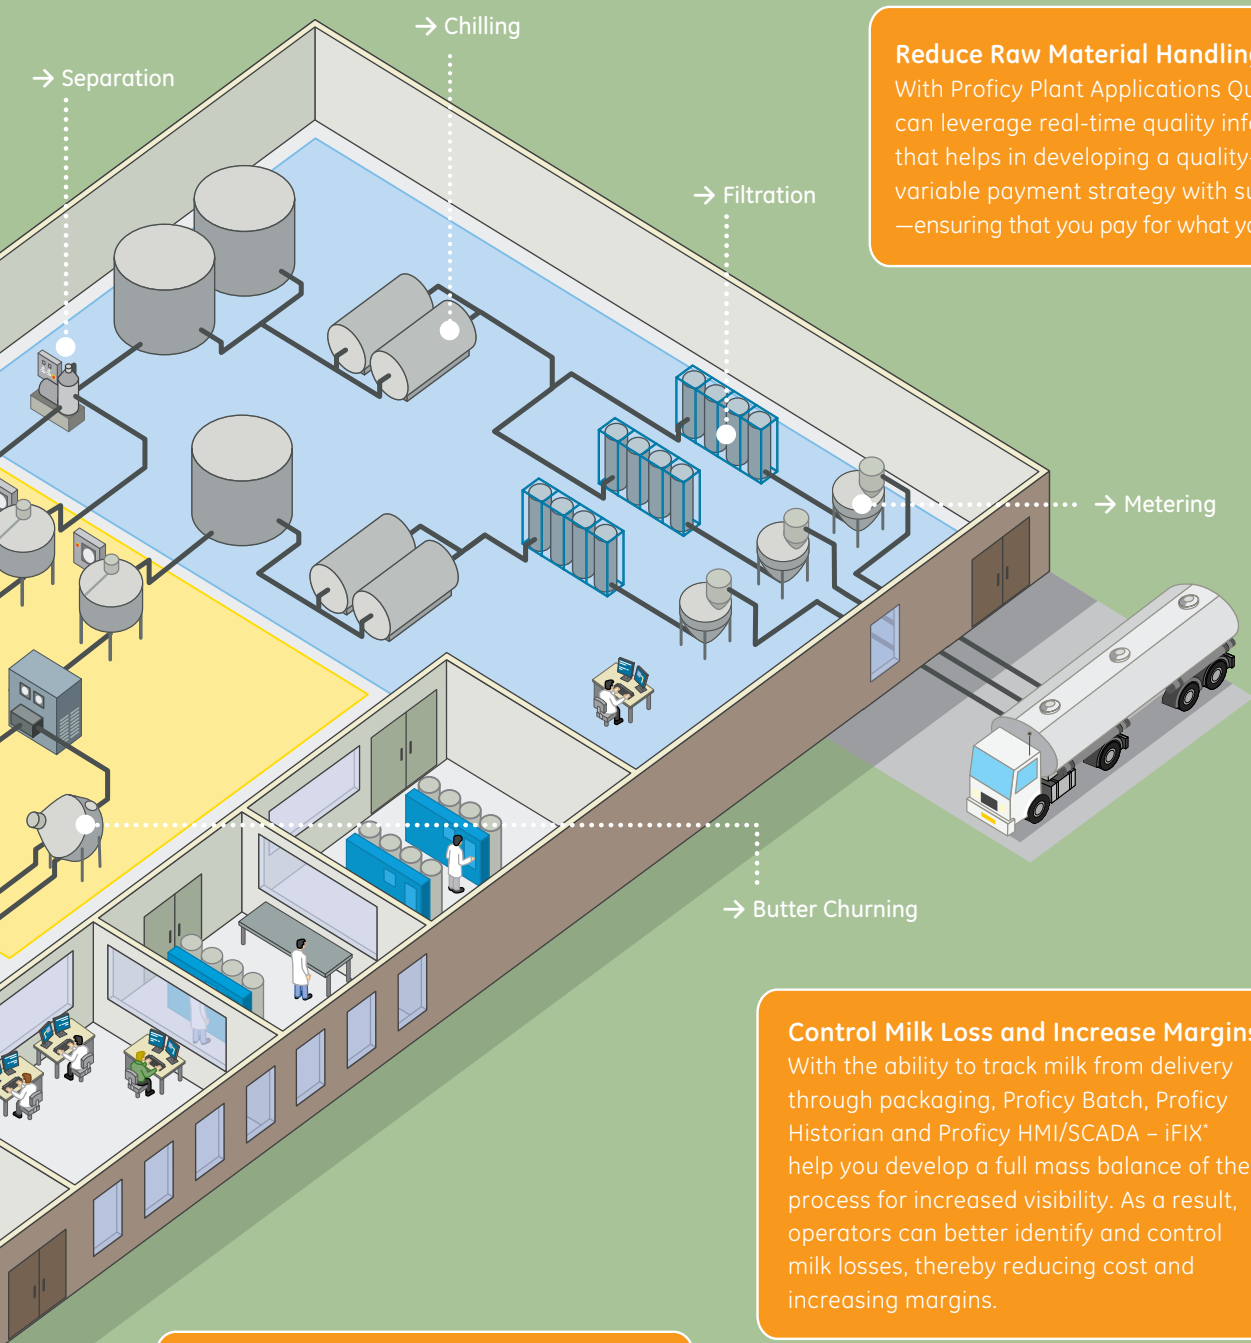 → Chilling
→ Separation
→ Filtration
Reduce Raw Material Handling
With Proficy Plant Applications
can leverage real-time quality
that helps in developing a quality-
variable payment strategy with
—ensuring that you pay for what
→ Metering
→ Butter Churning
Control Milk Loss and Increase Margins
With the ability to track milk from delivery
through packaging, Proficy Batch, Proficy
Historian and Proficy HMI/SCADA – iFIX*
help you develop a full mass balance of the
process for increased visibility. As a result,
operators can better identify and control
milk losses, thereby reducing cost and
increasing margins.